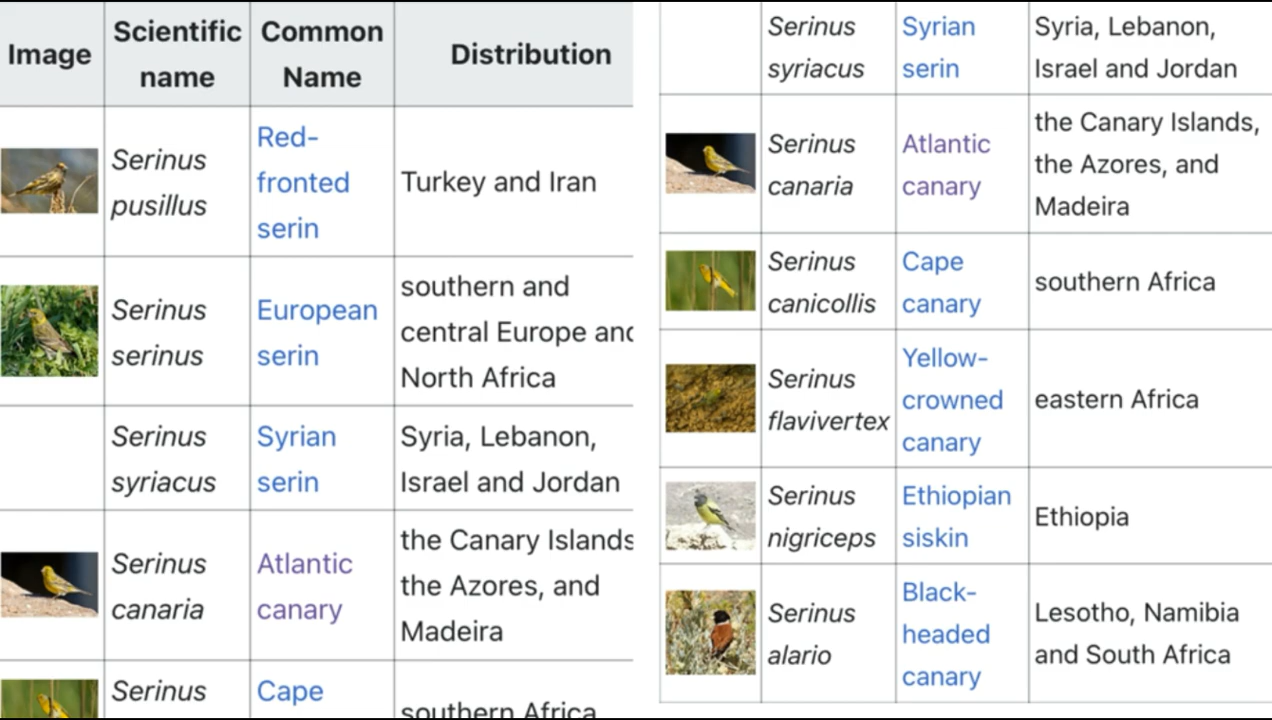 Image
Scientific
name
Common
Name
Distribution
Serinus
pusillus
Red-
fronted
serin
Turkey and Iran
Serinus
serinus
European
serin
southern and
central Europe and
North Africa
Serinus
syriacus
Syrian
serin
Syria, Lebanon,
Israel and Jordan
Serinus
canaria
Atlantic
canary
the Canary Islands
the Azores, and
Madeira
Serinus
Cape
southern Africa
Serinus
syriacus
Syrian
serin
Syria, Lebanon,
Israel and Jordan
Serinus
canaria
Atlantic
canary
the Canary Islands,
the Azores, and
Madeira
Serinus
canicollis
Cape
canary
southern Africa
Serinus
flavivertex
Yellow-
crowned
canary
eastern Africa
Serinus
nigriceps
Ethiopian
siskin
Ethiopia
Serinus
alario
Black-
headed
canary
Lesotho, Namibia
and South Africa